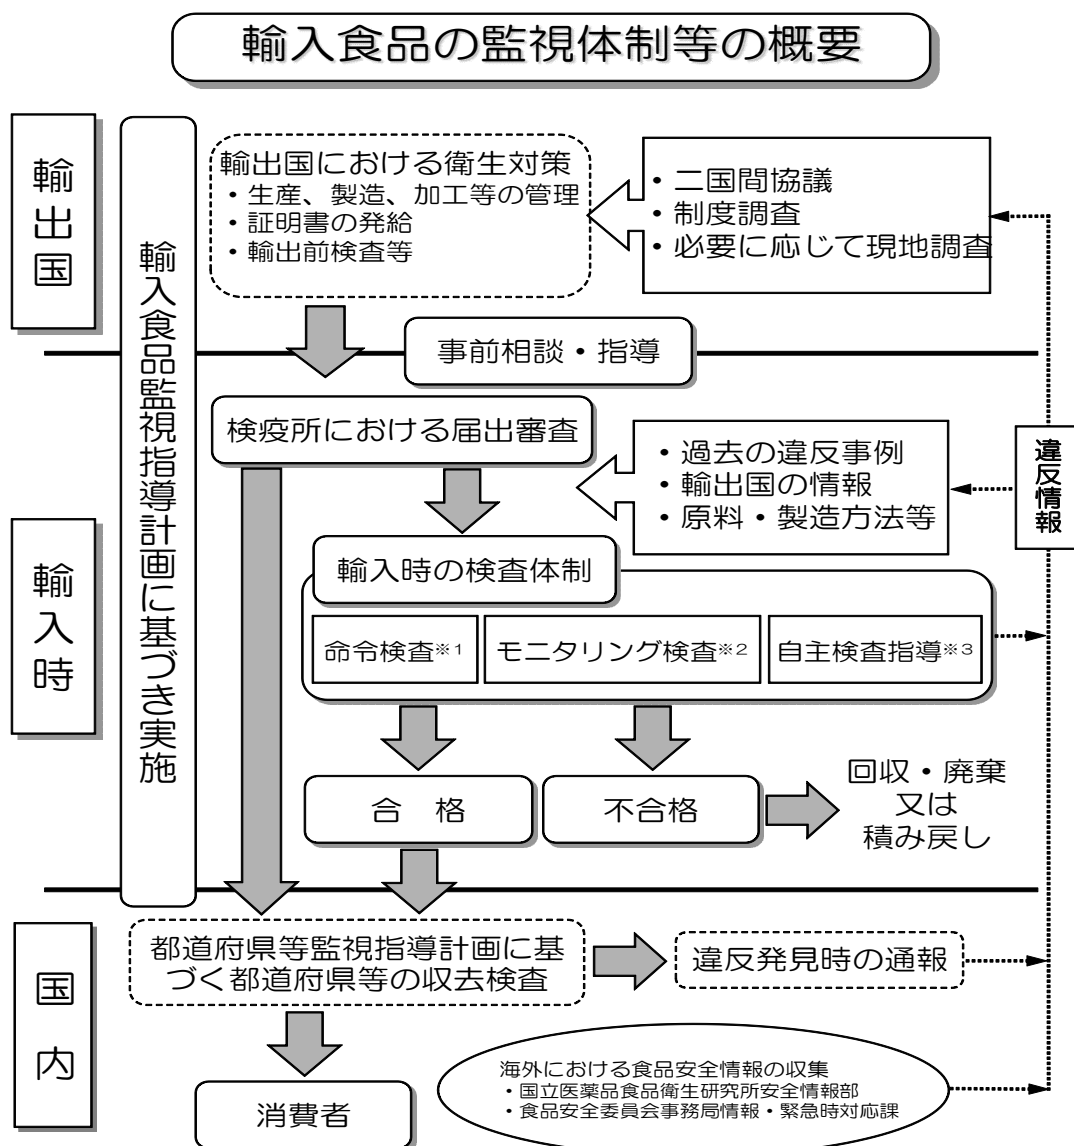 輸入食品の監視体制等の概要
輸出国
輸入食品監視指導計画に基づき実施
輸出国における衛生対策
・生産、製造、加工等の管理
・証明書の発給
・輸出前検査等
・二国間協議
・制度調査
・必要に応じて現地調査
事前相談・指導
輸入時
検疫所における届出審査
・過去の違反事例
・輸出国の情報
・原料・製造方法等
違反情報
輸入時の検査体制
命令検査※1
モニタリング検査※2
自主検査指導※3
合　格
不合格
回収・廃棄
又は
積み戻し
国内
都道府県等監視指導計画に基
づく都道府県等の収去検査
違反発見時の通報
海外における食品安全情報の収集
・国立医薬品食品衛生研究所安全情報部
・食品安全委員会事務局情報・緊急時対応課
消費者